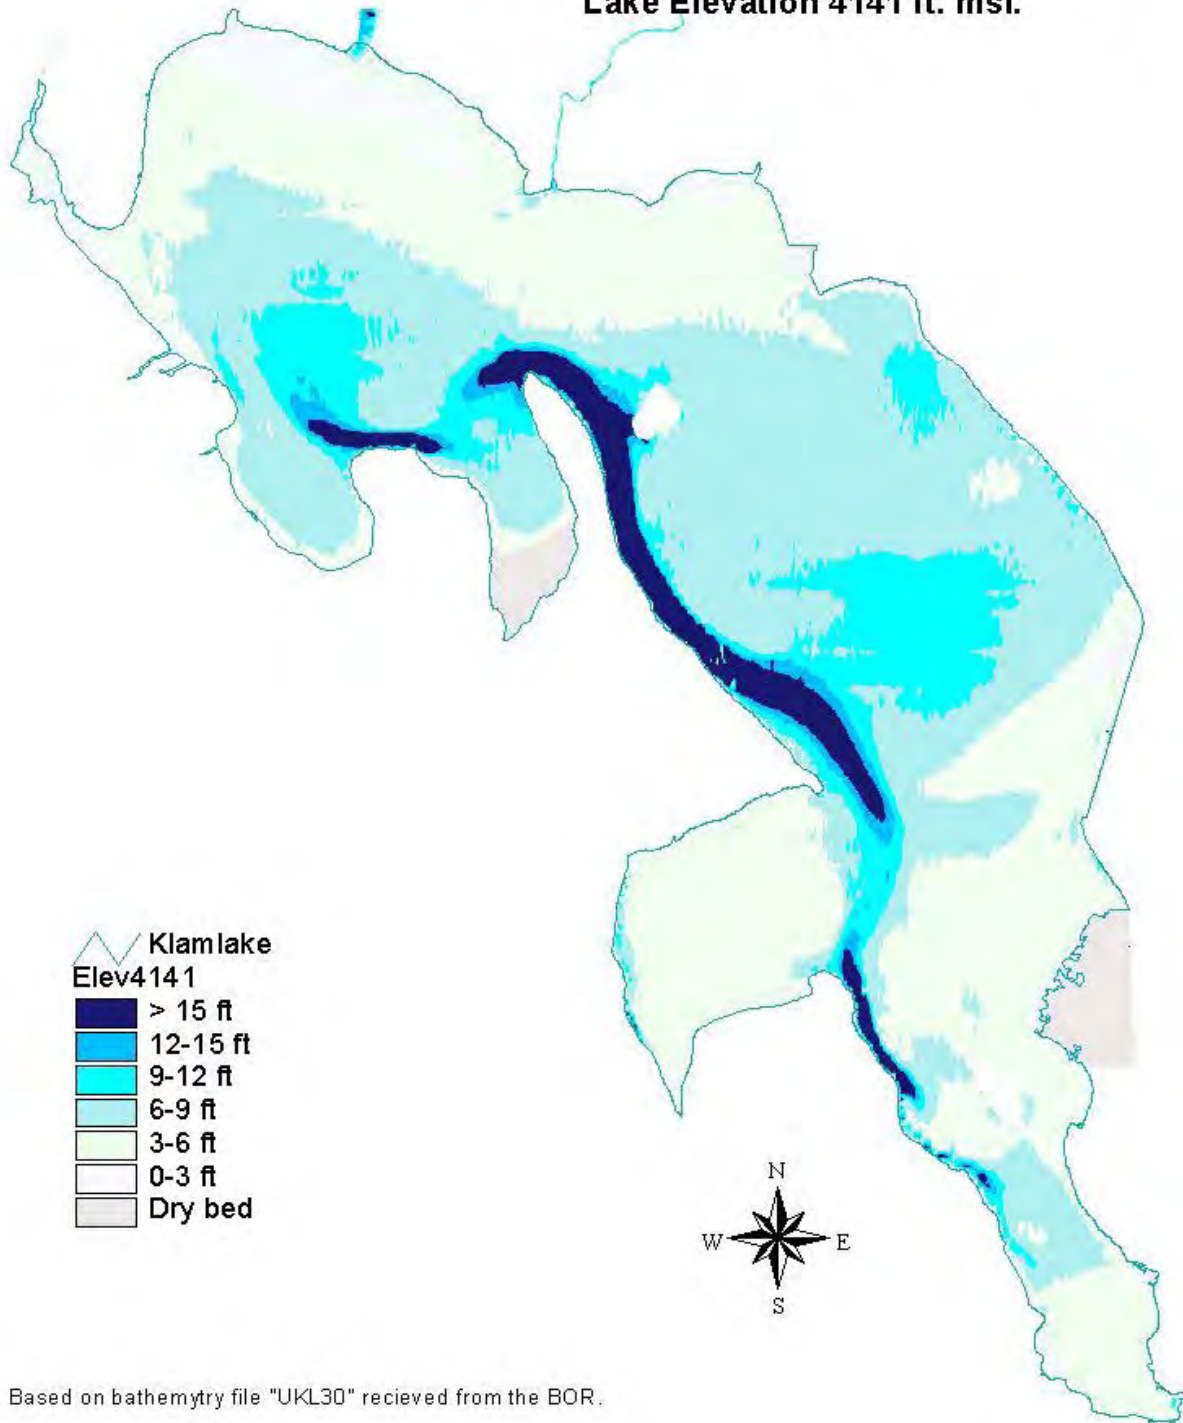 Lake Elevation 4141 ft. msl.
Klamlake
Elev4141
> 15 ft
12-15 ft
9-12 ft
6-9 ft
3-6 ft
0-3 ft
Dry bed
N
W E
S
Based on bathemytry file "UKL30" recieved from the BOR.